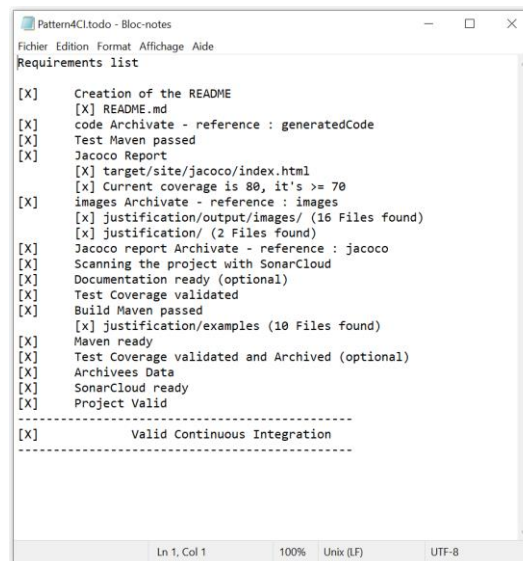 Pattern4CI.todo - Bloc-notes
Fichier Edition Format Affichage Aide
Requirements list
[X] Creation of the README
[X] README.md
[X] code Archivate - reference : generatedCode
[X] Test Maven passed
[X] Jacoco Report
[X] target/site/jacoco/index.html
[x] Current coverage is 80, it's >= 70
[X] images Archivate - reference : images
[x] justification/output/images/ (16 Files found)
[x] justification/ (2 Files found)
[X] Jacoco report Archivate - reference : jacoco
[X] Scanning the project with SonarCloud
[X] Documentation ready (optional)
[X] Test Coverage validated
[X] Build Maven passed
[x] justification/examples (10 Files found)
[X] Maven ready
[X] Test Coverage validated and Archived (optional)
[X] Archivees Data
[X] SonarCloud ready
[X] Project Valid
-----------------------------------------------
[X] Valid Continuous Integration
-----------------------------------------------
Ln 1, Col 1 100% Unix (LF) UTF-8